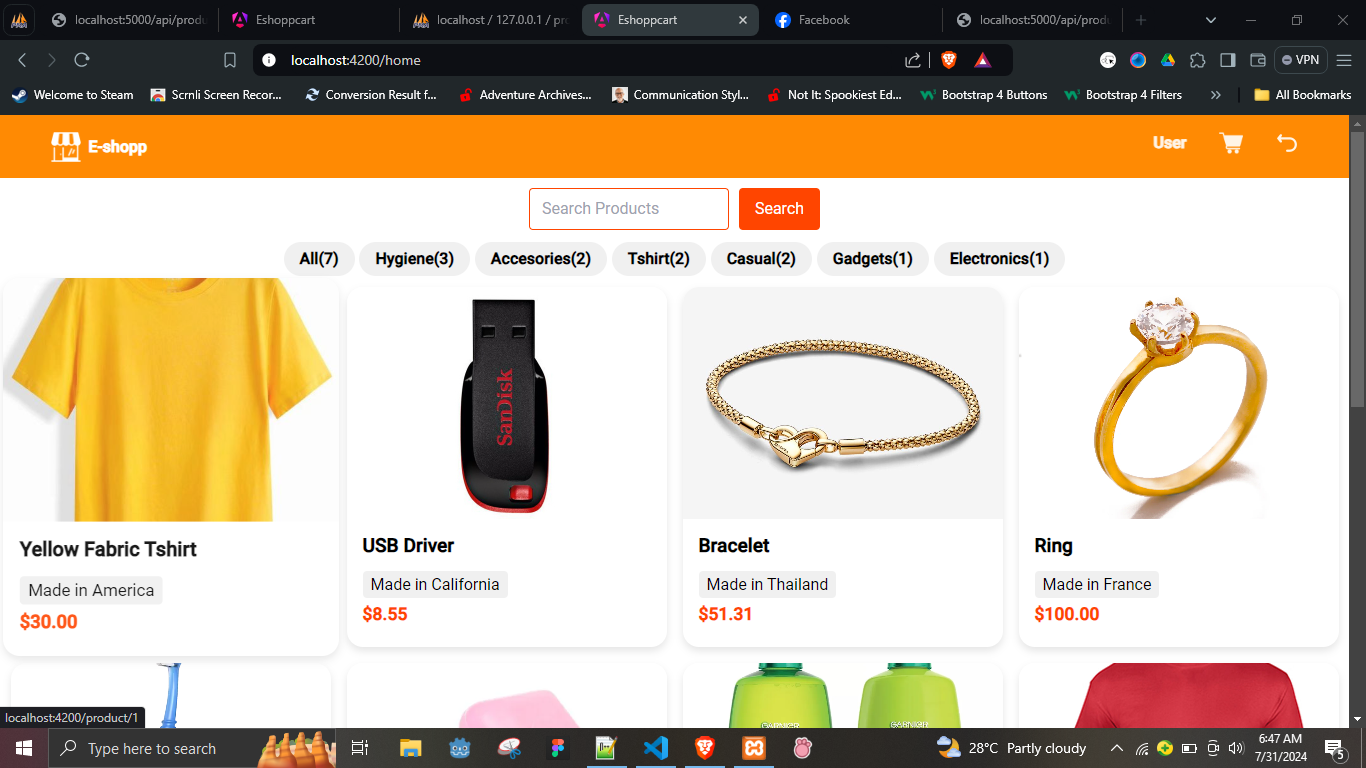 localhost:5000/api/produ
Eshoppcart
localhost / 127.0.0.1 / pro
Eshoppcart
Facebook
localhost:5000/api/produ
localhost:4200/home
VPN
Welcome to Steam
Scrnli Screen Recor...
Conversion Result f...
Adventure Archives...
Communication Styl...
Not It: Spookiest Ed...
Bootstrap 4 Buttons
Bootstrap 4 Filters
All Bookmarks
E-shopp
User
Search Products
Search
All(7)
Hygiene(3)
Accesories(2)
Tshirt(2)
Casual(2)
Gadgets(1)
Electronics(1)
SanDisk
Yellow Fabric Tshirt
USB Driver
Bracelet
Ring
Made in America
Made in California
Made in Thailand
Made in France
$30.00
$8.55
$51.31
$100.00
GARNIER
GARNIER
localhost:4200/product/1
Type here to search
28°C Partly cloudy
6:47 AM
7/31/2024
5